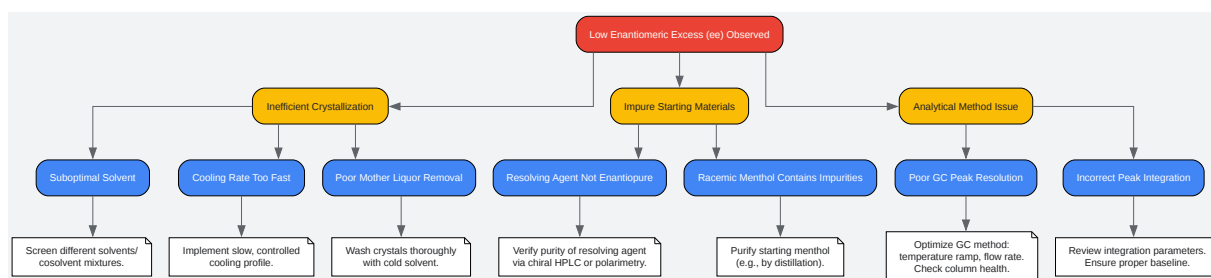 Low Enantiomeric Excess (ee) Observed
Inefficient Crystallization
Impure Starting Materials
Analytical Method Issue
Suboptimal Solvent
Cooling Rate Too Fast
Poor Mother Liquor Removal
Resolving Agent Not Enantiopure
Racemic Menthol Contains Impurities
Poor GC Peak Resolution
Incorrect Peak Integration
Screen different solvents/
cosolvent mixtures.
Implement slow, controlled
cooling profile.
Wash crystals thoroughly
with cold solvent.
Verify purity of resolving agent
via chiral HPLC or polarimetry.
Purify starting menthol
(e.g., by distillation).
Optimize GC method:
temperature ramp, flow rate.
Check column health.
Review integration parameters.
Ensure proper baseline.